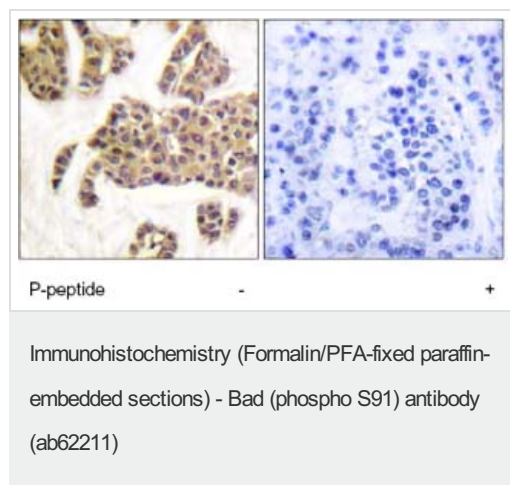 P-peptide - +
Immunohistochemistry (Formalin/PFA-fixed paraffin-
embedded sections) - Bad (phospho S91) antibody
(ab62211)